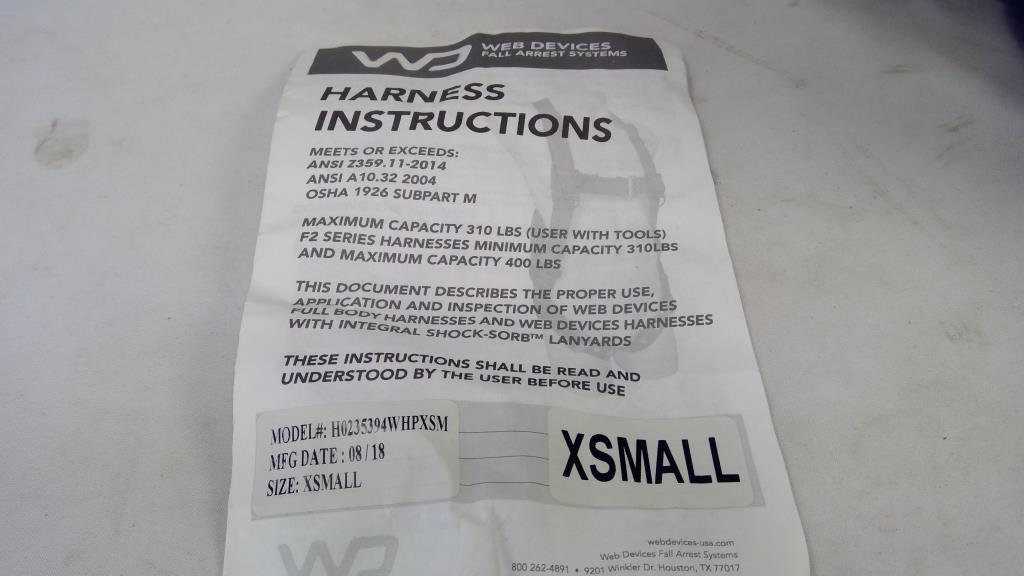 WD WEB DEVICES
FALL ARREST SYSTEMS
HARNESS
INSTRUCTIONS
MEETS OR EXCEEDS:
ANSI Z359.11-2014
ANSI A10.32 2004
OSHA 1926 SUBPART M
MAXIMUM CAPACITY 310 LBS (USER WITH TOOLS)
F2 SERIES HARNESSES MINIMUM CAPACITY 310LBS
AND MAXIMUM CAPACITY 400 LBS
THIS DOCUMENT DESCRIBES THE PROPER USE,
APPLICATION AND INSPECTION OF WEB DEVICES
FULL BODY HARNESSES AND WEB DEVICES HARNESSES
WITH INTEGRAL SHOCK-SORB™ LANYARDS
THESE INSTRUCTIONS SHALL BE READ AND
UNDERSTOOD BY THE USER BEFORE USE
MODEL#: H0235394WHPXSM
MFG DATE : 08/18
SIZE: XSMALL
XSMALL
WD
webdevices-usa.com
Web Devices Fall Arrest Systems
800 262-4891 • 9201 Winkler Dr. Houston, TX 77017